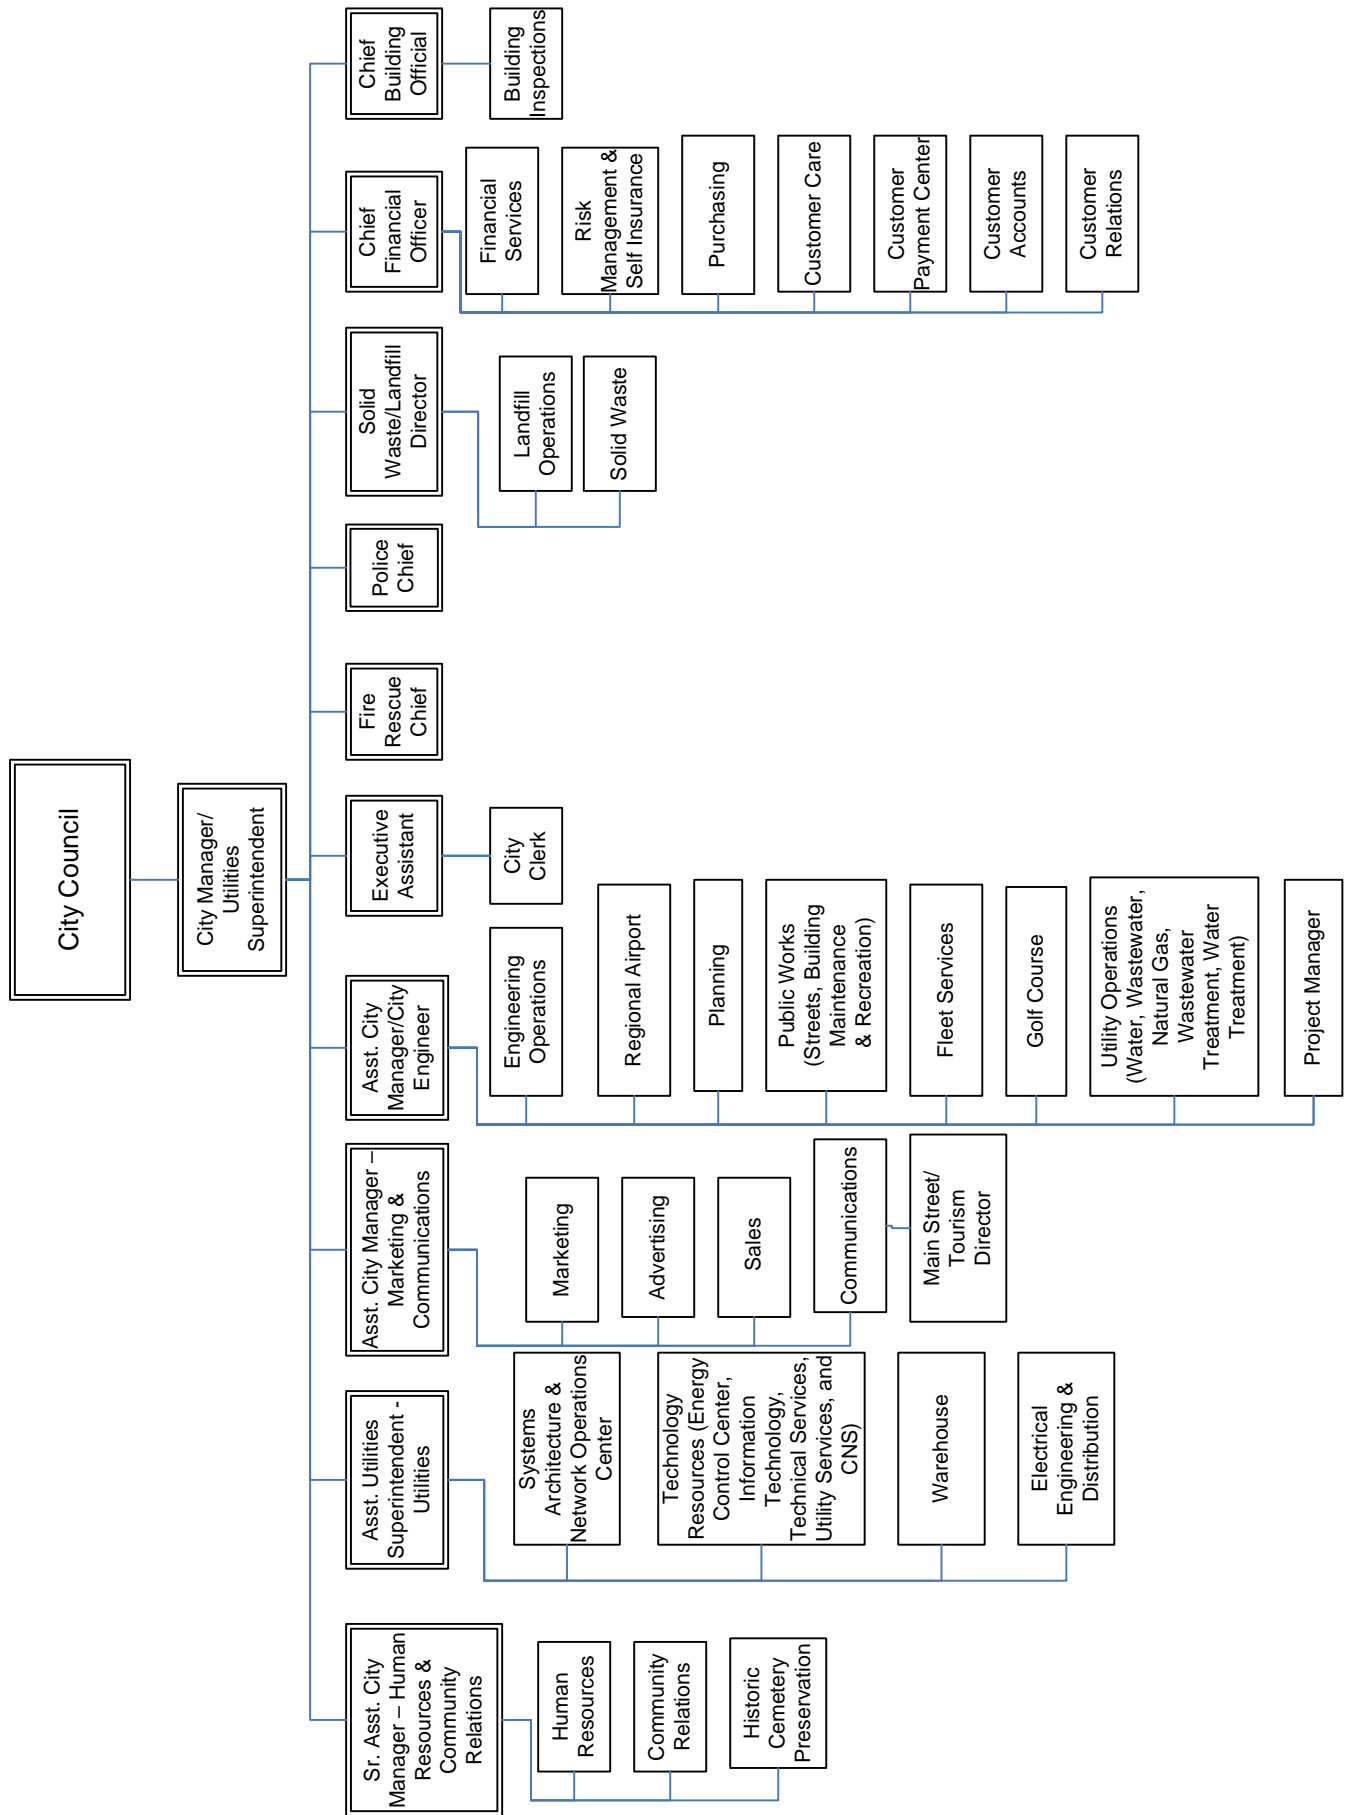 City Council
City Manager/
Utilities
Superintendent
Sr. Asst. City
Manager – Human
Resources &
Community
Relations
Human
Resources
Community
Relations
Historic
Cemetery
Preservation
Asst. Utilities
Superintendent -
Utilities
Systems
Architecture &
Network Operations
Center
Technology
Resources (Energy
Control Center,
Information
Technology,
Technical Services,
Utility Services, and
CNS)
Warehouse
Electrical
Engineering &
Distribution
Asst. City Manager –
Marketing &
Communications
Marketing
Advertising
Sales
Communications
Main Street/
Tourism
Director
Asst. City
Manager/City
Engineer
Engineering
Operations
Regional Airport
Planning
Public Works
(Streets, Building
Maintenance
& Recreation)
Fleet Services
Golf Course
Utility Operations
(Water, Wastewater,
Natural Gas,
Wastewater
Treatment, Water
Treatment)
Project Manager
Executive
Assistant
City
Clerk
Fire
Rescue
Chief
Police
Chief
Solid
Waste/Landfill
Director
Landfill
Operations
Solid Waste
Chief
Financial
Officer
Financial
Services
Risk
Management &
Self Insurance
Purchasing
Customer Care
Customer
Payment Center
Customer
Accounts
Customer
Relations
Chief
Building
Official
Building
Inspections